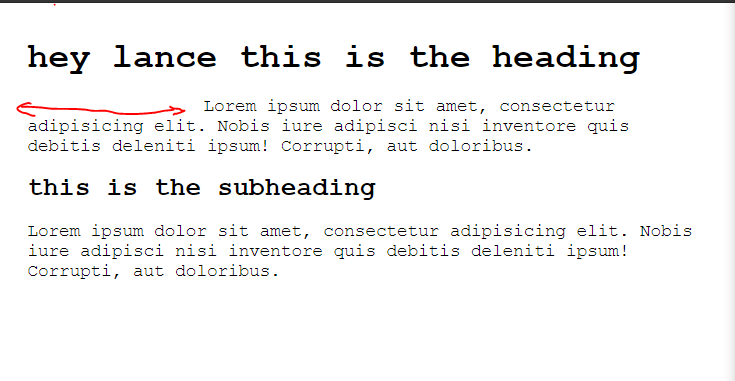 hey lance this is the heading
Lorem ipsum dolor sit amet, consectetur
adipisicing elit. Nobis iure adipisci nisi inventore quis
debitis deleniti ipsum! Corrupti, aut doloribus.
this is the subheading
Lorem ipsum dolor sit amet, consectetur adipisicing elit. Nobis
iure adipisci nisi inventore quis debitis deleniti ipsum!
Corrupti, aut doloribus.